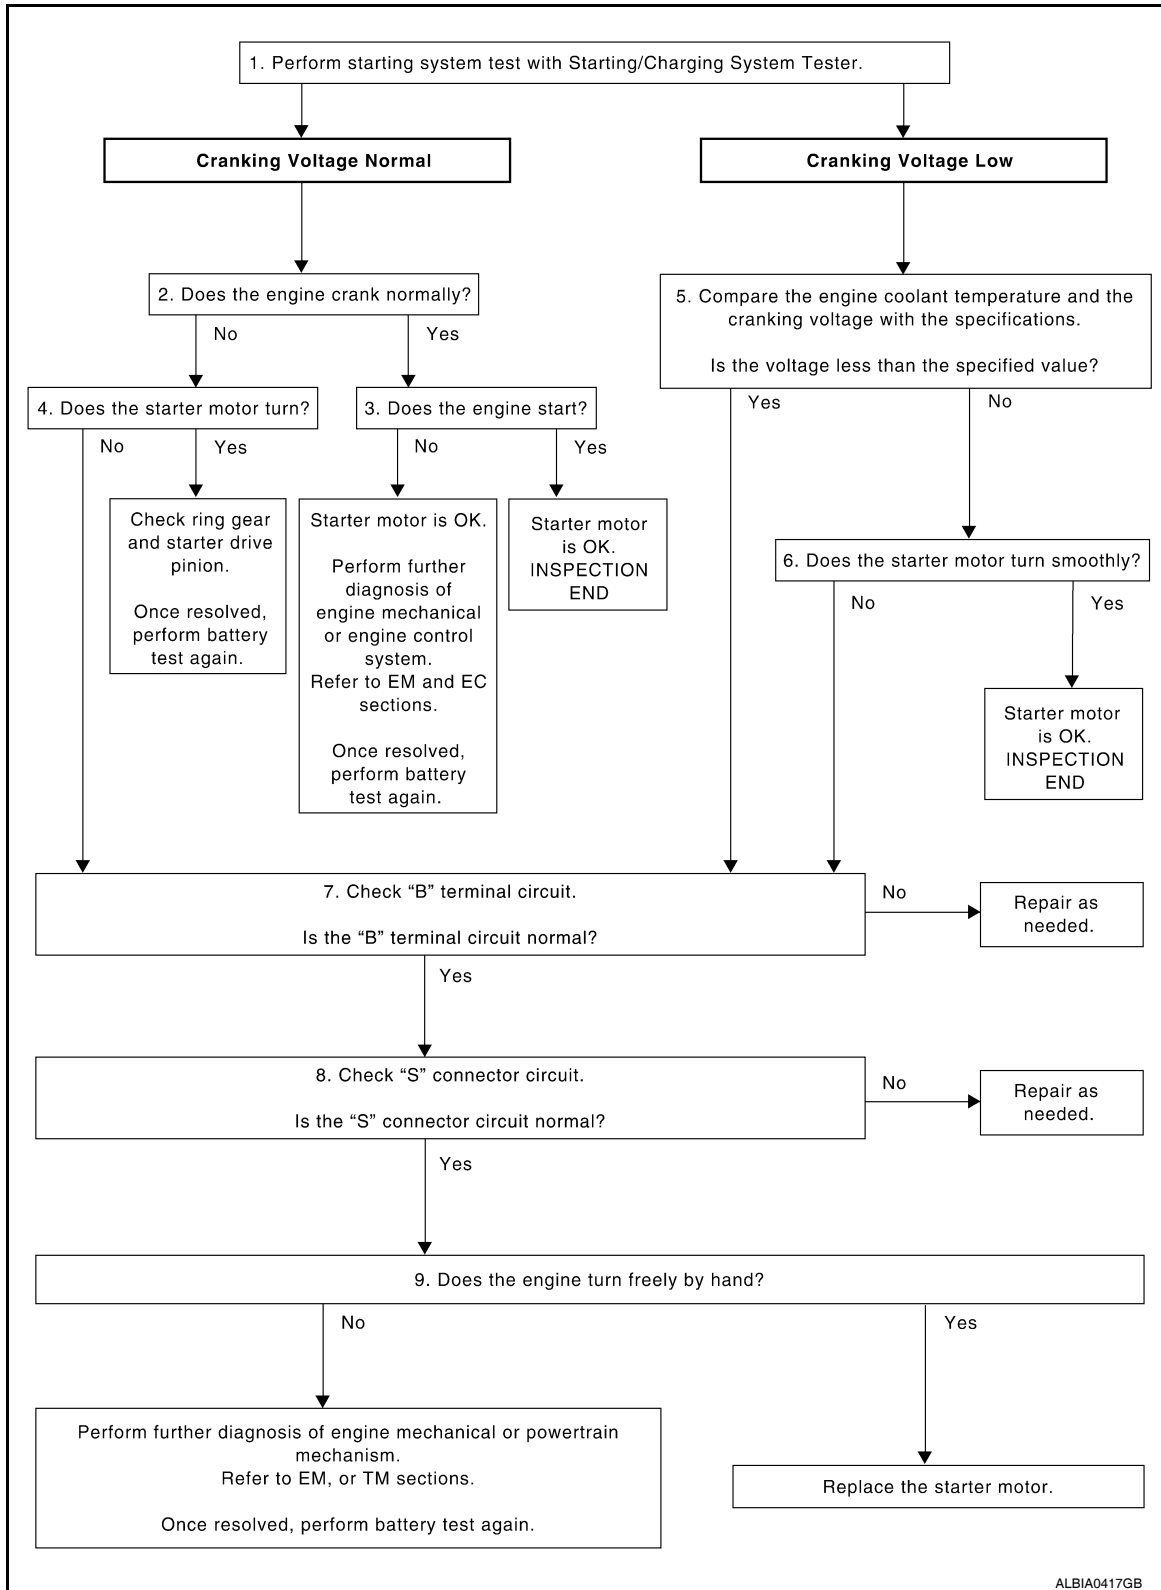 1. Perform starting system test with Starting/Charging System Tester.
Cranking Voltage Normal
Cranking Voltage Low
2. Does the engine crank normally?
No
Yes
5. Compare the engine coolant temperature and the
cranking voltage with the specifications.
Is the voltage less than the specified value?
4. Does the starter motor turn?
3. Does the engine start?
Yes
No
No
Yes
No
Yes
Check ring gear
and starter drive
pinion.
Once resolved,
perform battery
test again.
Starter motor is OK.
Perform further
diagnosis of
engine mechanical
or engine control
system.
Refer to EM and EC
sections.
Once resolved,
perform battery
test again.
Starter motor
is OK.
INSPECTION
END
6. Does the starter motor turn smoothly?
No
Yes
Starter motor
is OK.
INSPECTION
END
7. Check “B” terminal circuit.
Is the “B” terminal circuit normal?
No
Repair as
needed.
Yes
8. Check “S” connector circuit.
Is the “S” connector circuit normal?
No
Repair as
needed.
Yes
9. Does the engine turn freely by hand?
No
Yes
Perform further diagnosis of engine mechanical or powertrain
mechanism.
Refer to EM, or TM sections.
Once resolved, perform battery test again.
Replace the starter motor.
ALBIA0417GB